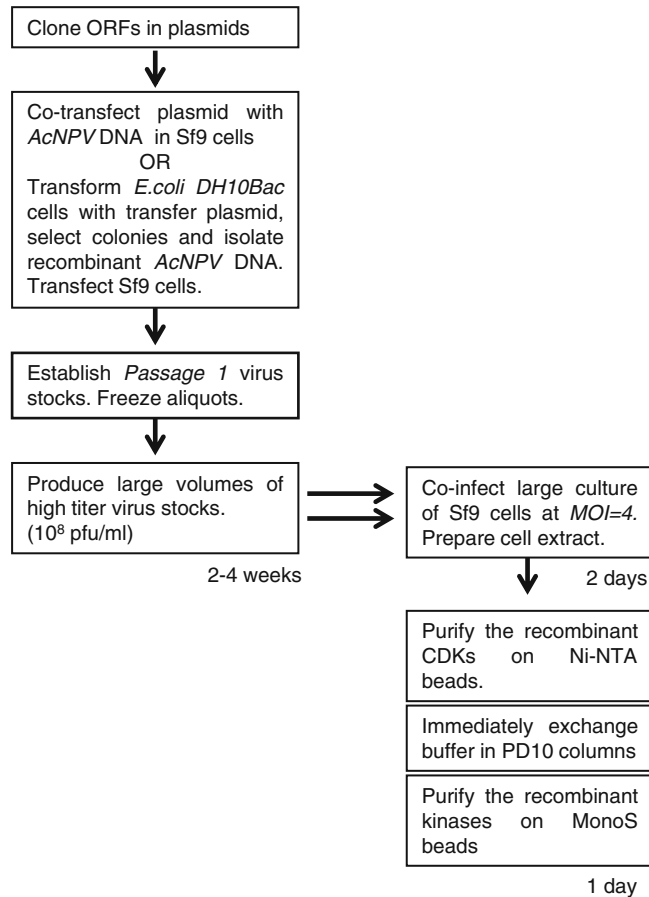 Clone ORFs in plasmids
Co-transfect plasmid with
AcNPV DNA in Sf9 cells
OR
Transform E.coli DH10Bac
cells with transfer plasmid,
select colonies and isolate
recombinant AcNPV DNA.
Transfect Sf9 cells.
Establish Passage 1 virus
stocks. Freeze aliquots.
Produce large volumes of
high titer virus stocks.
(10⁸ pfu/ml)
2-4 weeks
Co-infect large culture
of Sf9 cells at MOI=4.
Prepare cell extract.
2 days
Purify the recombinant
CDKs on Ni-NTA
beads.
Immediately exchange
buffer in PD10 columns
Purify the recombinant
kinases on MonoS
beads
1 day